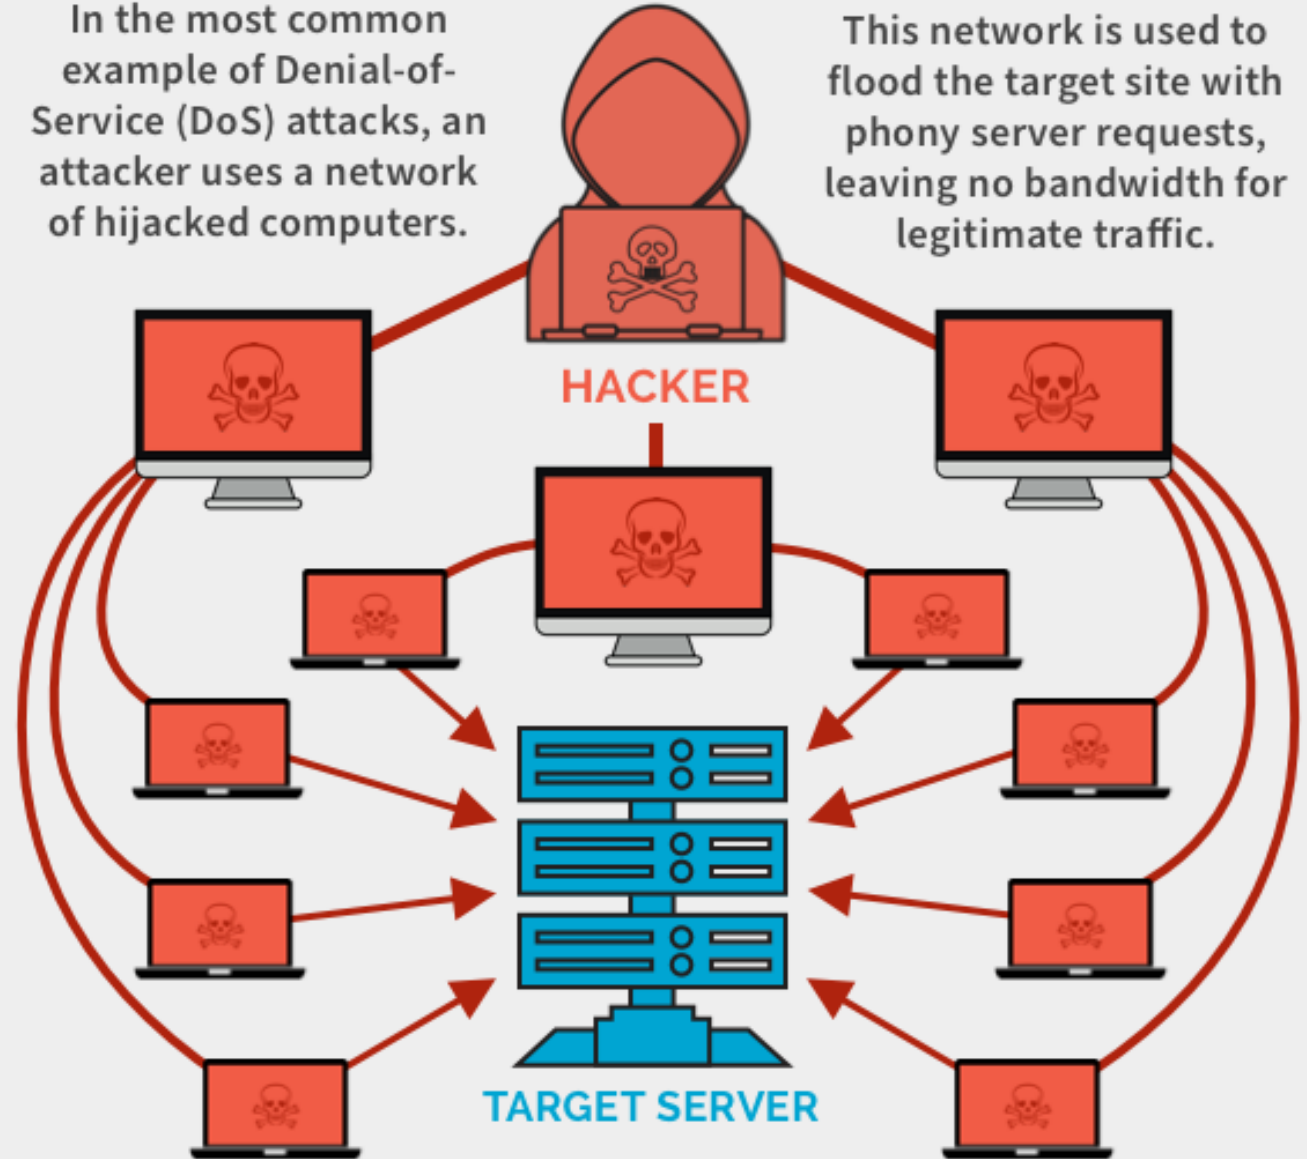 In the most common
example of Denial-of-
Service (DoS) attacks, an
attacker uses a network
of hijacked computers.
This network is used to
flood the target site with
phony server requests,
leaving no bandwidth for
legitimate traffic.
HACKER
TARGET SERVER